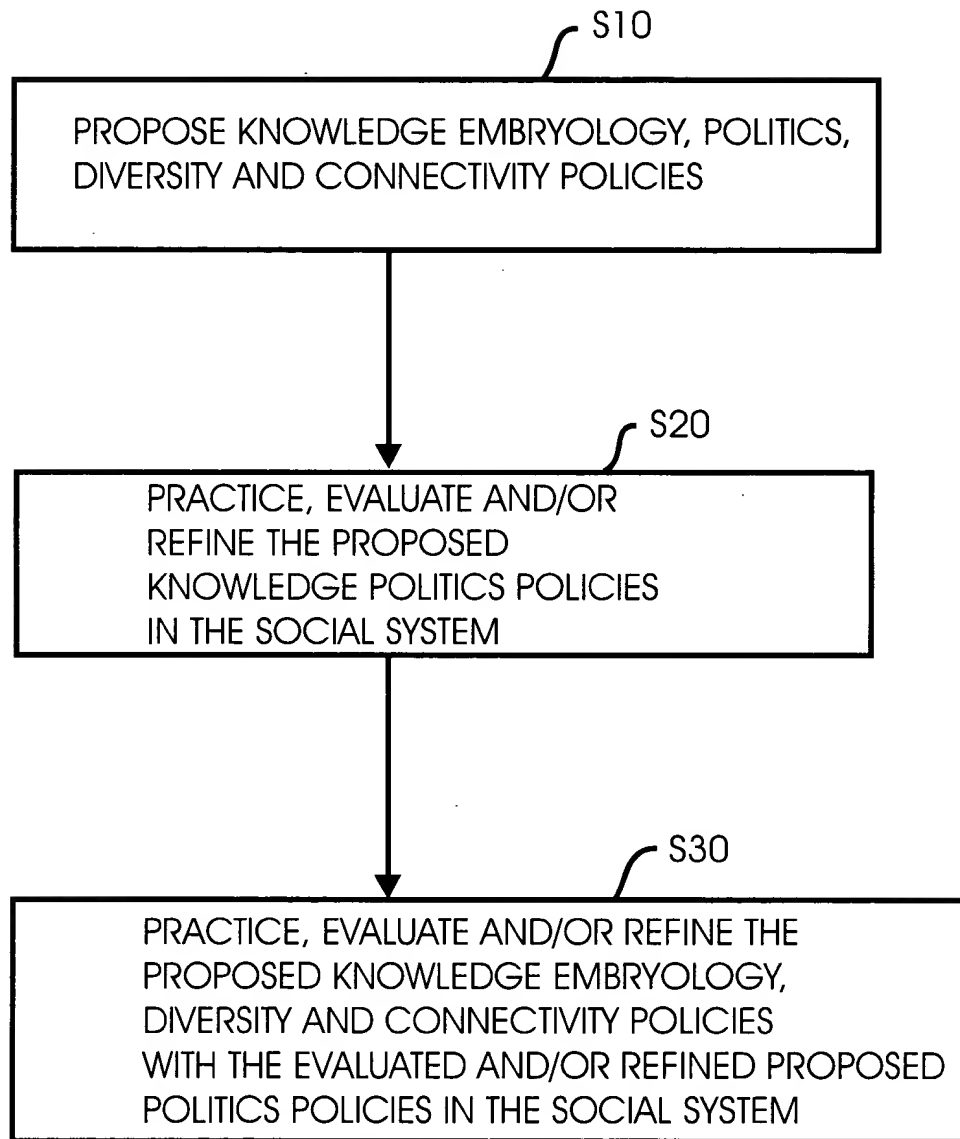 S10
PROPOSE KNOWLEDGE EMBRYOLOGY, POLITICS,
DIVERSITY AND CONNECTIVITY POLICIES
S20
PRACTICE, EVALUATE AND/OR
REFINE THE PROPOSED
KNOWLEDGE POLITICS POLICIES
IN THE SOCIAL SYSTEM
S30
PRACTICE, EVALUATE AND/OR REFINE THE
PROPOSED KNOWLEDGE EMBRYOLOGY,
DIVERSITY AND CONNECTIVITY POLICIES
WITH THE EVALUATED AND/OR REFINED PROPOSED
POLITICS POLICIES IN THE SOCIAL SYSTEM